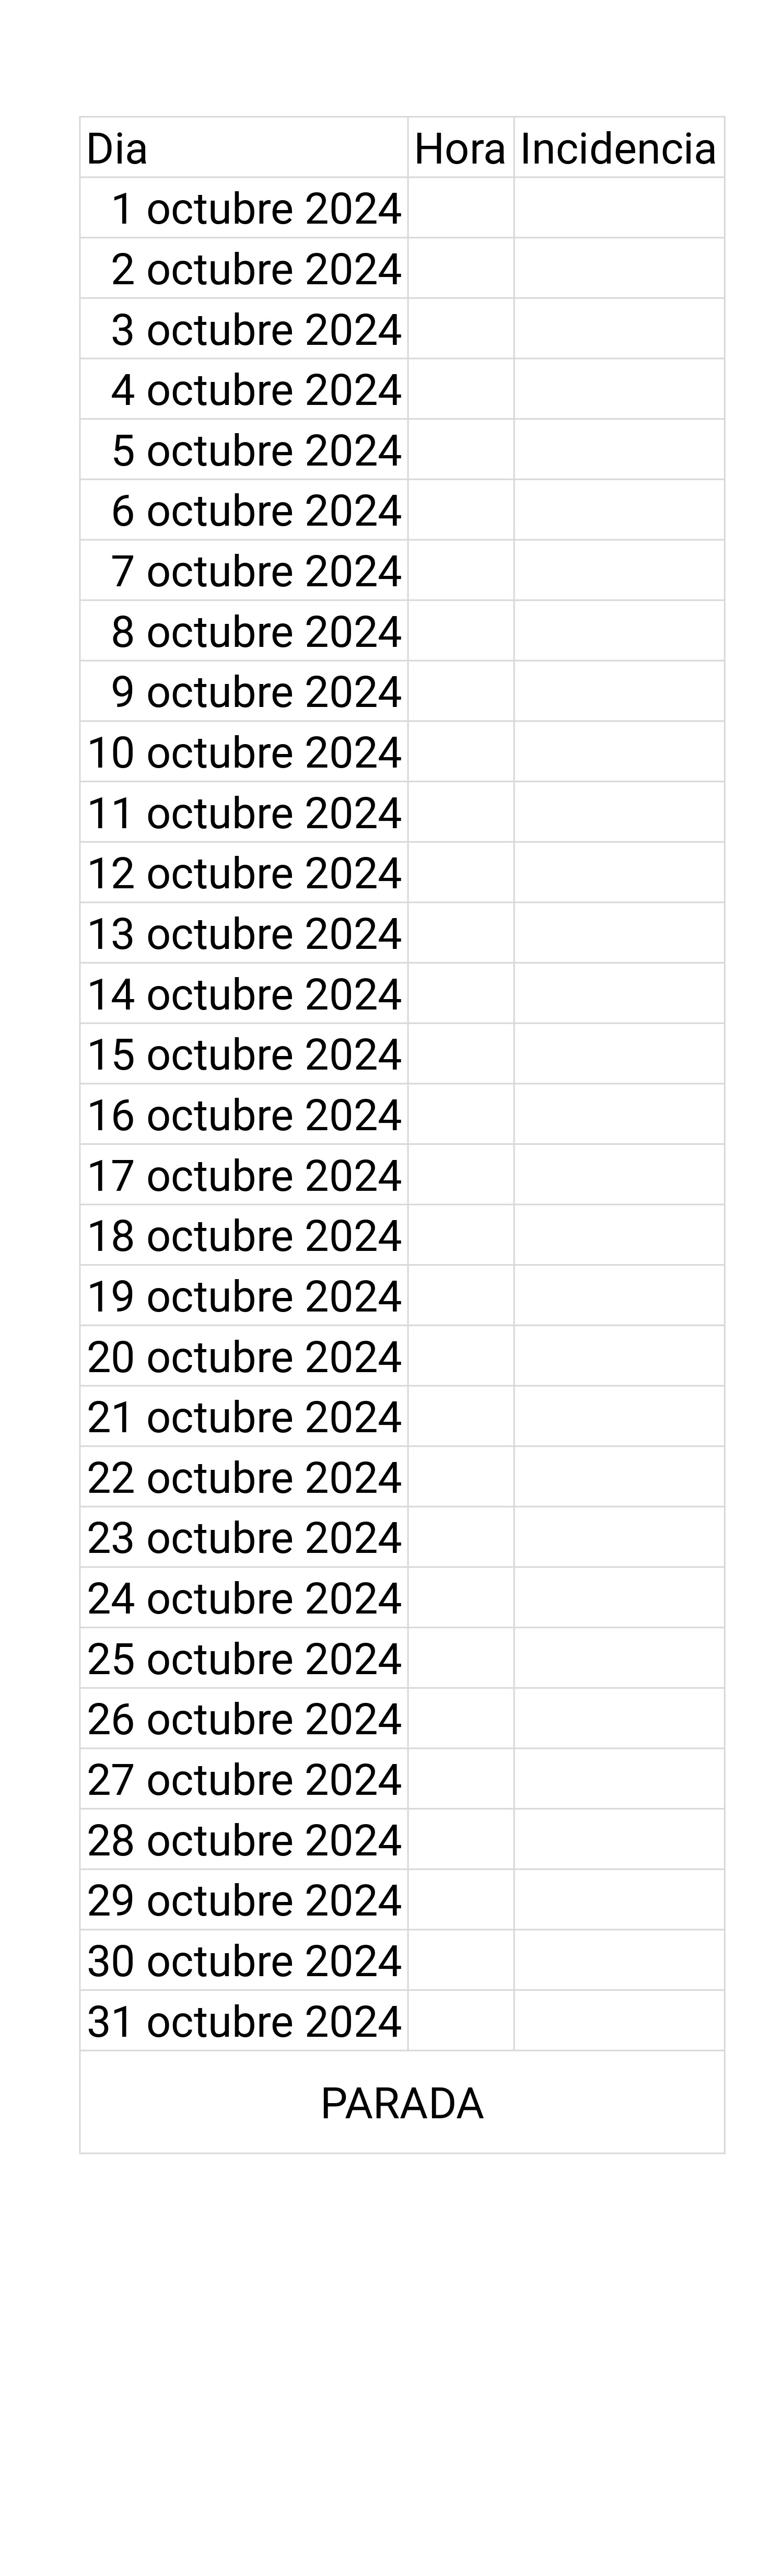 Dia Hora Incidencia
1 octubre 2024
2 octubre 2024
3 octubre 2024
4 octubre 2024
5 octubre 2024
6 octubre 2024
7 octubre 2024
8 octubre 2024
9 octubre 2024
10 octubre 2024
11 octubre 2024
12 octubre 2024
13 octubre 2024
14 octubre 2024
15 octubre 2024
16 octubre 2024
17 octubre 2024
18 octubre 2024
19 octubre 2024
20 octubre 2024
21 octubre 2024
22 octubre 2024
23 octubre 2024
24 octubre 2024
25 octubre 2024
26 octubre 2024
27 octubre 2024
28 octubre 2024
29 octubre 2024
30 octubre 2024
31 octubre 2024
PARADA